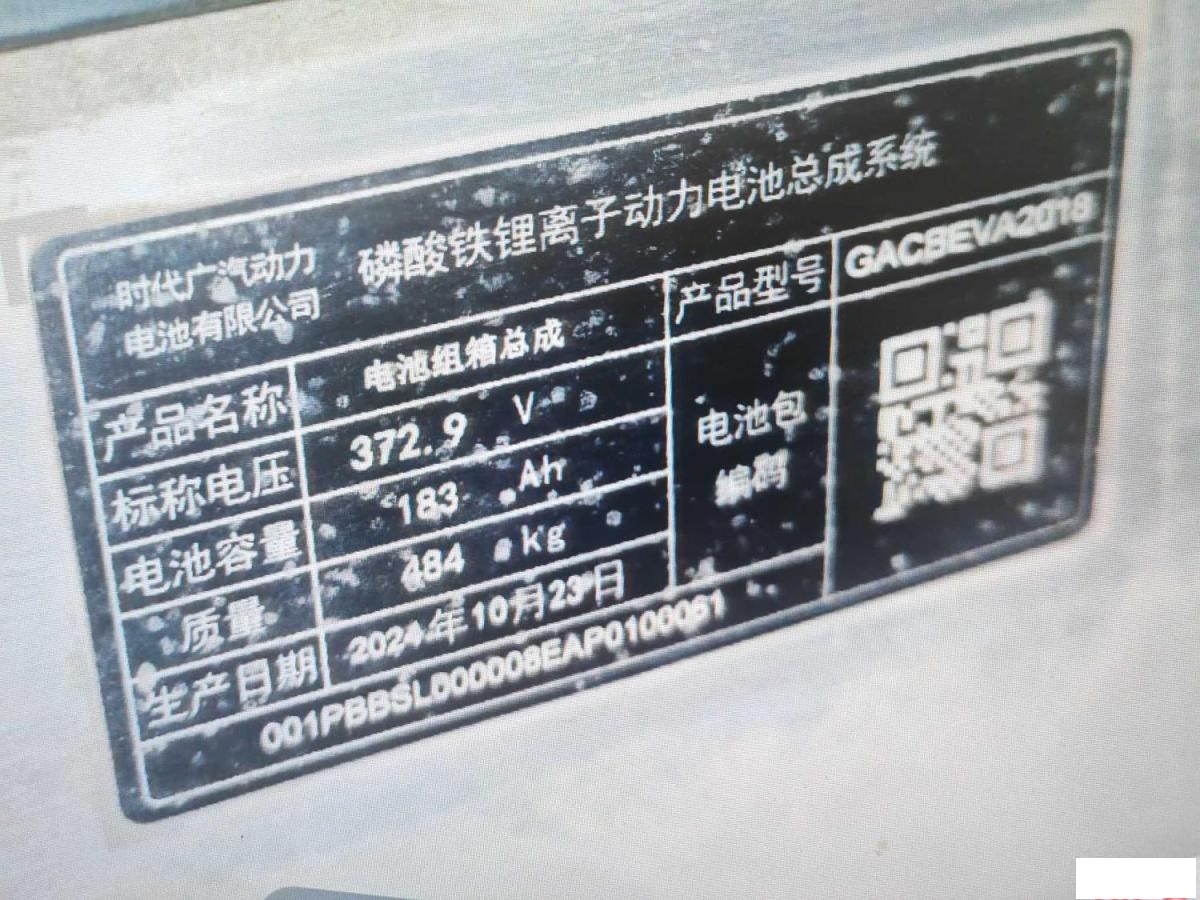 时代广汽动力
电池有限公司
磷酸铁锂离子动力电池总成系统
产品名称 电池组箱总成 产品型号 GACBEVA2018
标称电压 372.9 V
电池容量 183 Ah
质量 484 kg
生产日期 2024年10月23日
电池包
编码
001PBBSLD00008EAP0100051